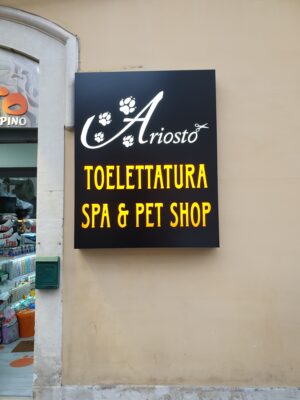 PINO
Ariosto
TOELETTATURA
SPA & PET SHOP